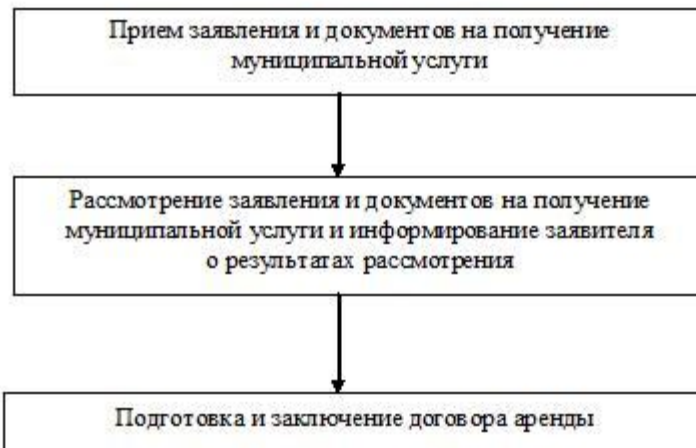 Прием заявления и документов на получение
муниципальной услуги
Рассмотрение заявления и документов на получение
муниципальной услуги и информирование заявителя
о результатах рассмотрения
Подготовка и заключение договора аренды